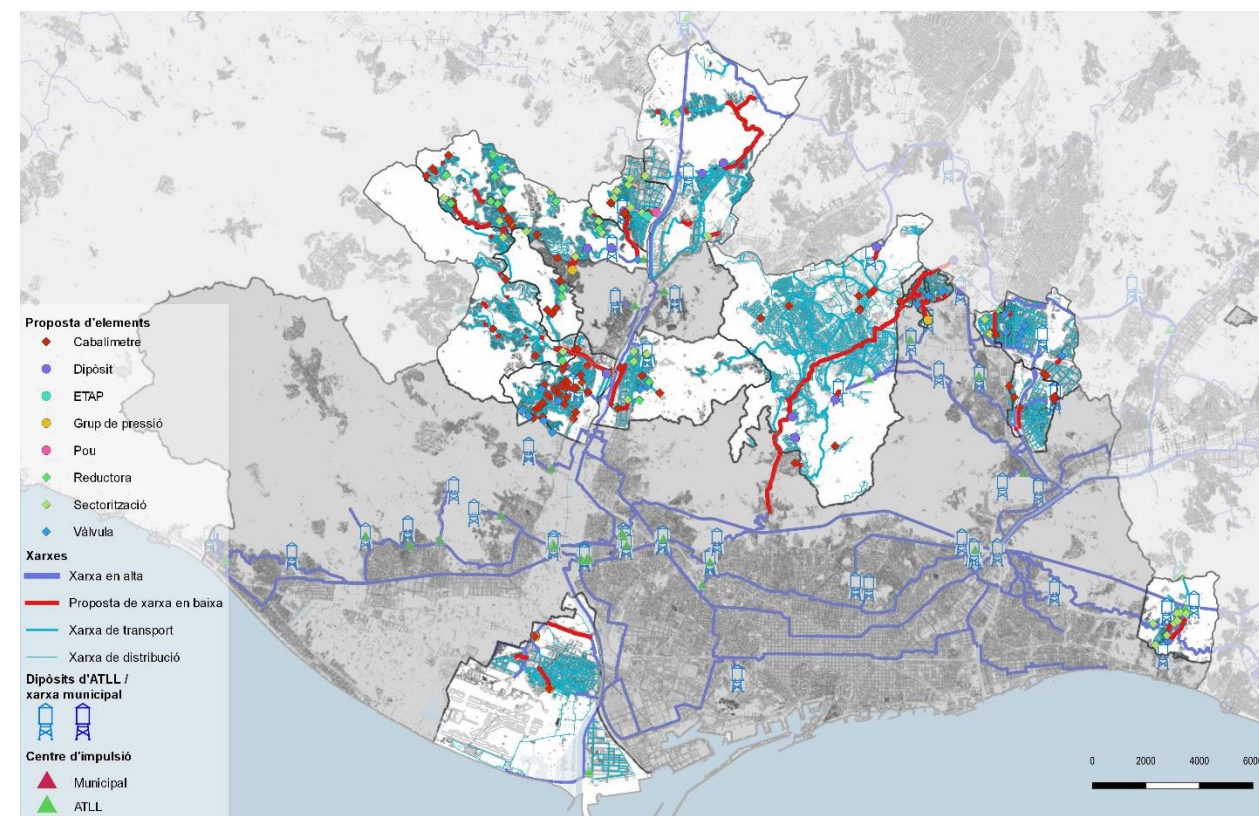 Proposta d'elements
Cabalímetre
Dipòsit
ETAP
Grup de pressió
Pou
Reductora
Sectorització
Vàlvula
Xarxes
Xarxa en alta
Proposta de xarxa en baixa
Xarxa de transport
Xarxa de distribució
Dipòsits d'ATLL /
xarxa municipal
Centre d'impulsió
Municipal
ATLL
0 2000 4000 6000